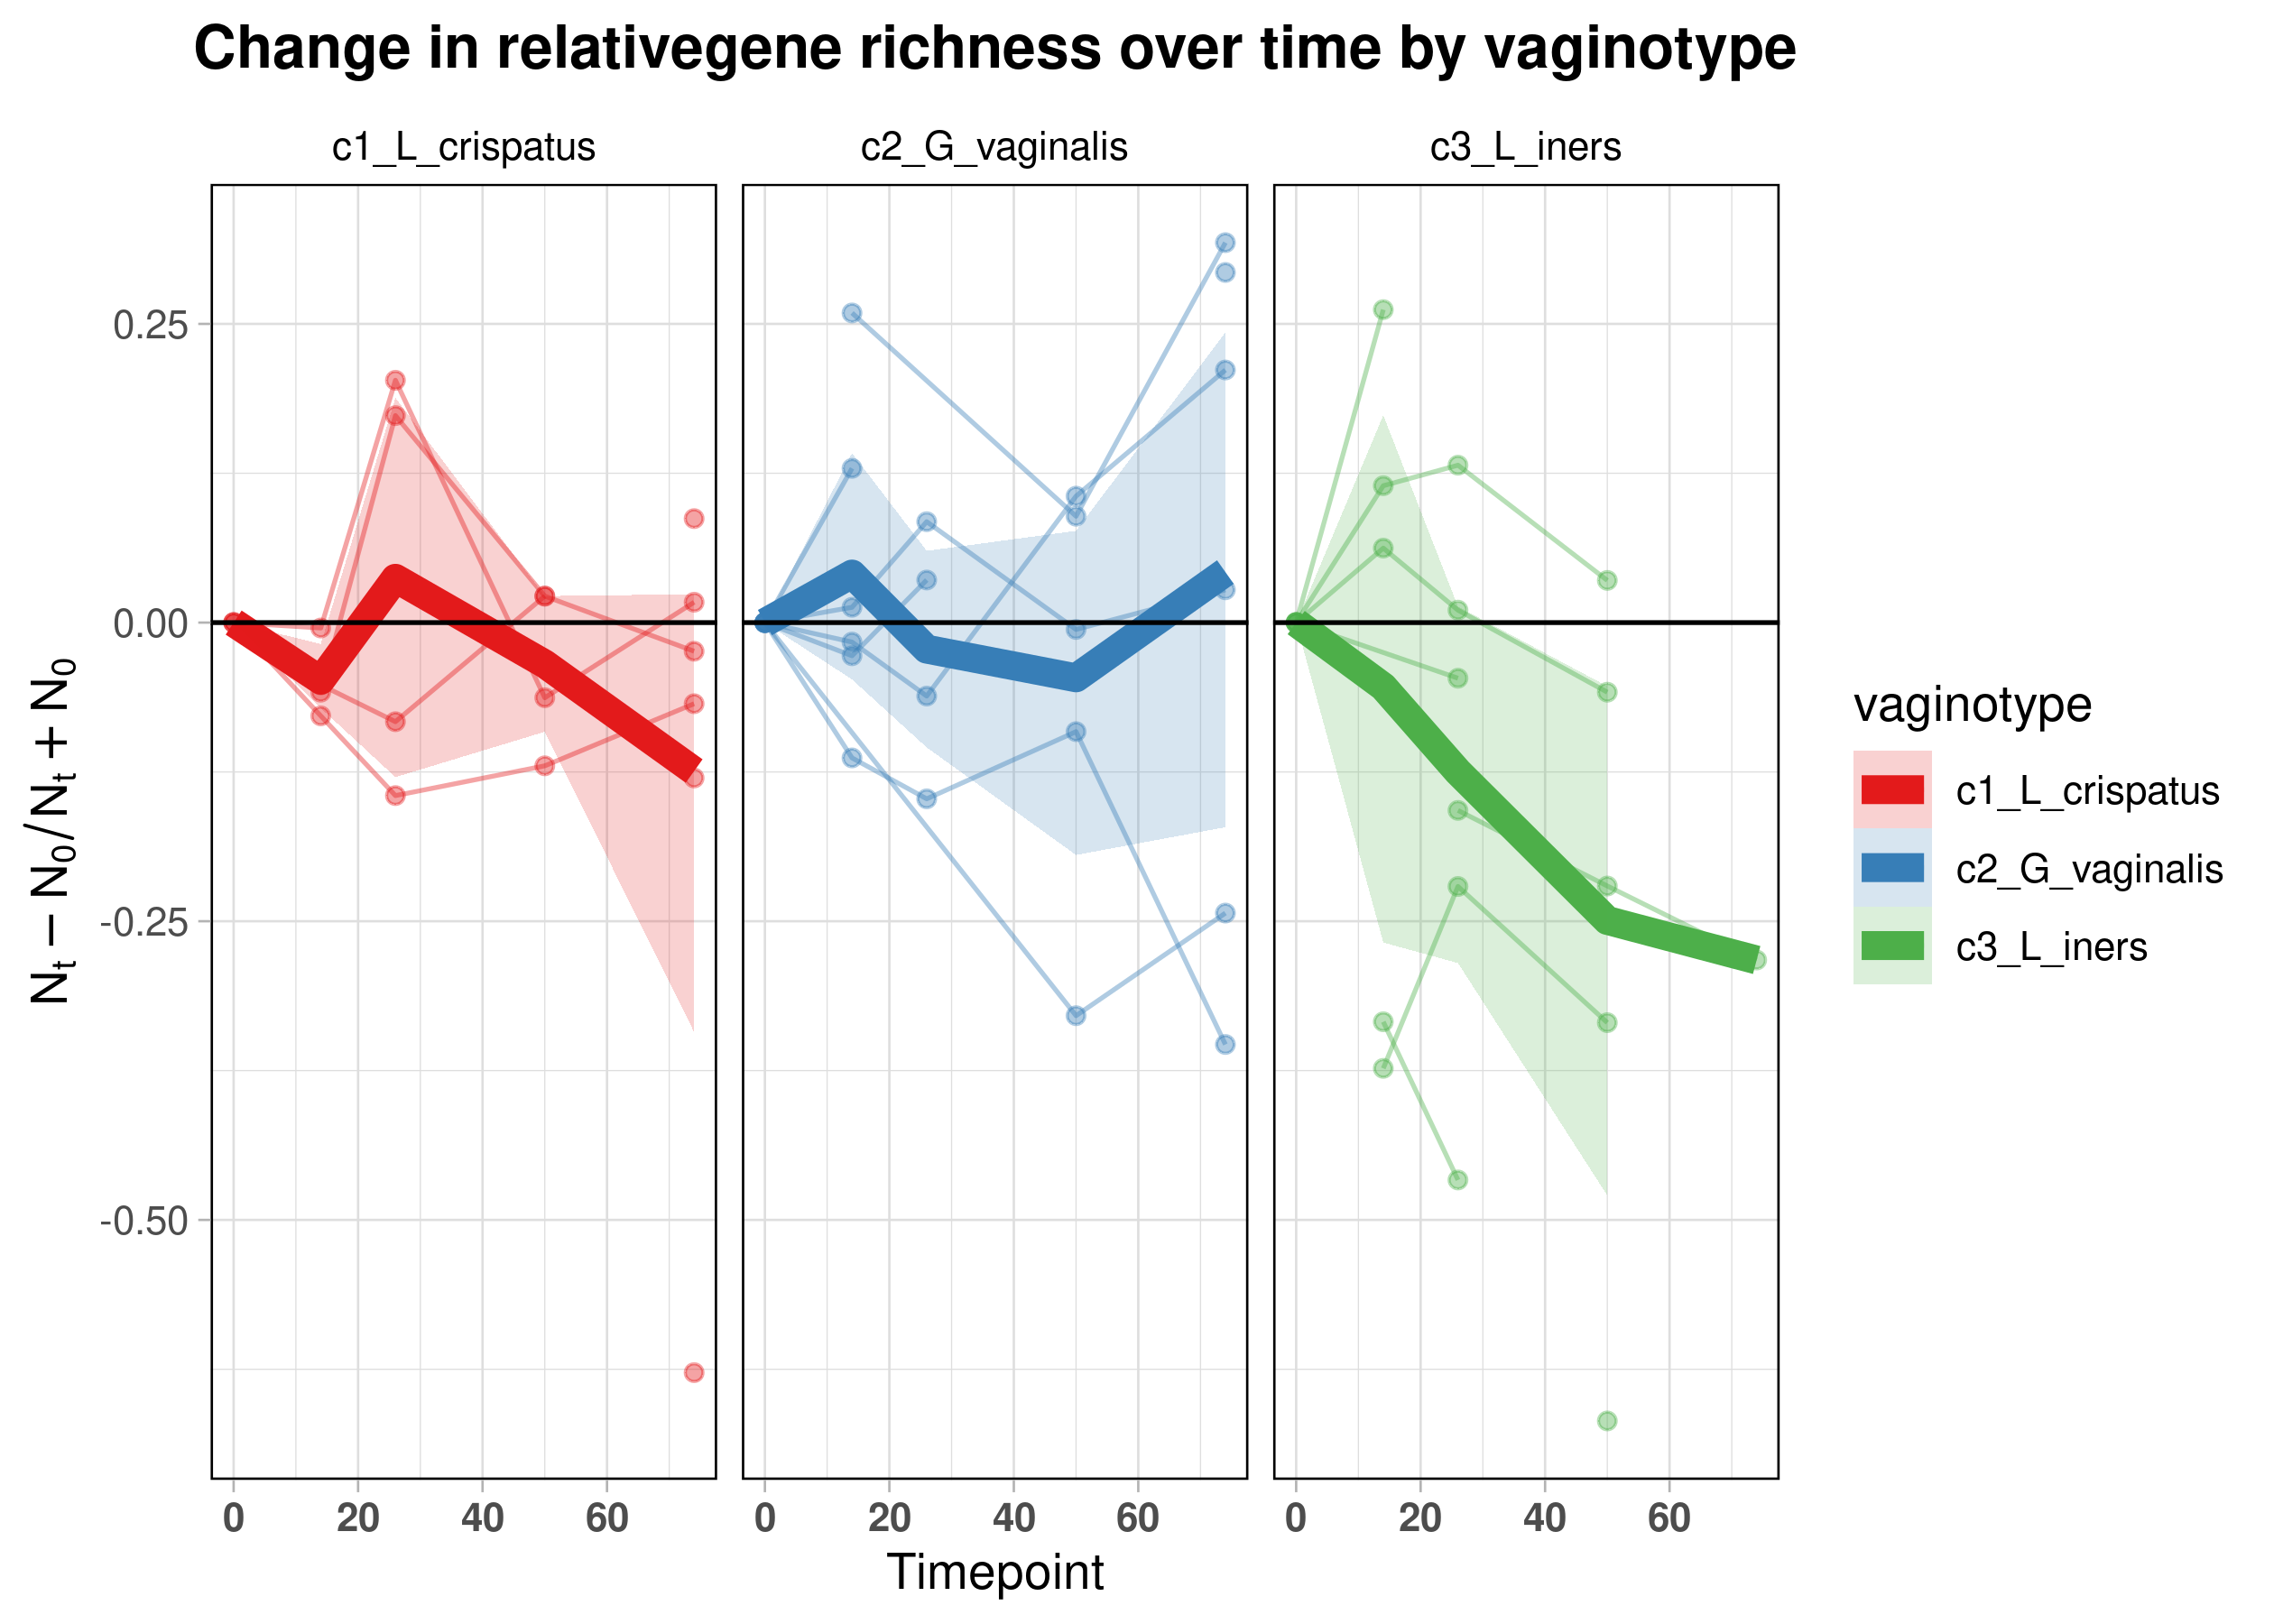 Change in relativegene richness over time by vaginotype
c1_L_crispatus
c2_G_vaginalis
c3_L_iners
0.25
0.00
-0.25
-0.50
Nₜ − N₀/Nₜ + N₀
0 20 40 60
0 20 40 60
0 20 40 60
Timepoint
vaginotype
c1_L_crispatus
c2_G_vaginalis
c3_L_iners